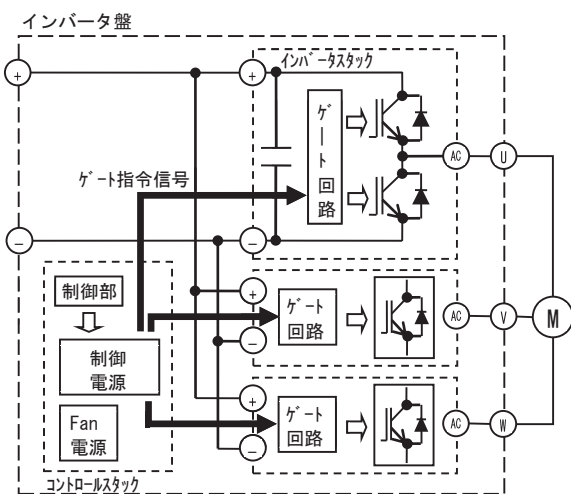 インバータ盤
+
+
インバータスタック
ゲート回路
AC
U
ゲート指令信号
−
−
制御部
制御
電源
Fan
電源
コントロールスタック
+
−
ゲート
回路
AC
V
M
+
−
ゲート
回路
AC
W